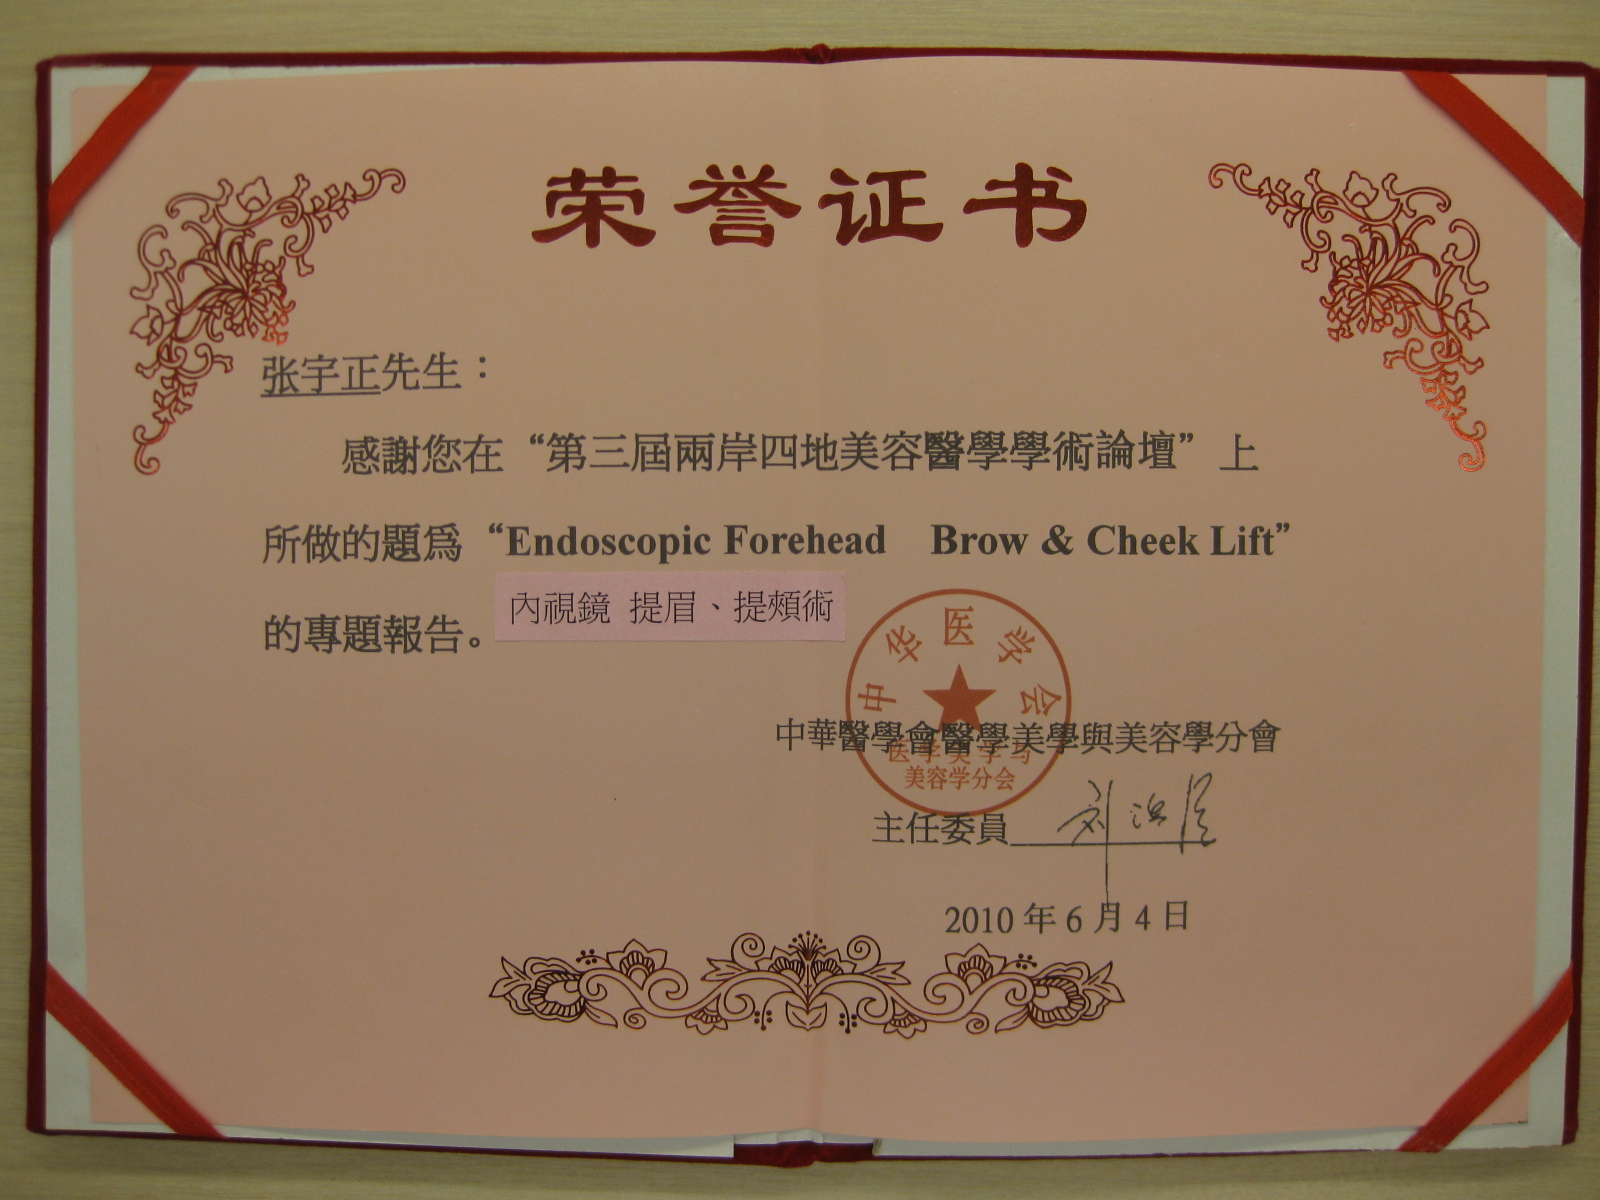 荣誉证书
张宇正先生：
感謝您在“第三屆兩岸四地美容醫學學術論壇”上
所做的題爲“Endoscopic Forehead Brow & Cheek Lift”
內視鏡 提眉、提頰術
的專題報告。
中华医学会
中華醫學會醫學美學與美容學分會
医学美学与
美容学分会
主任委員
2010年6月4日